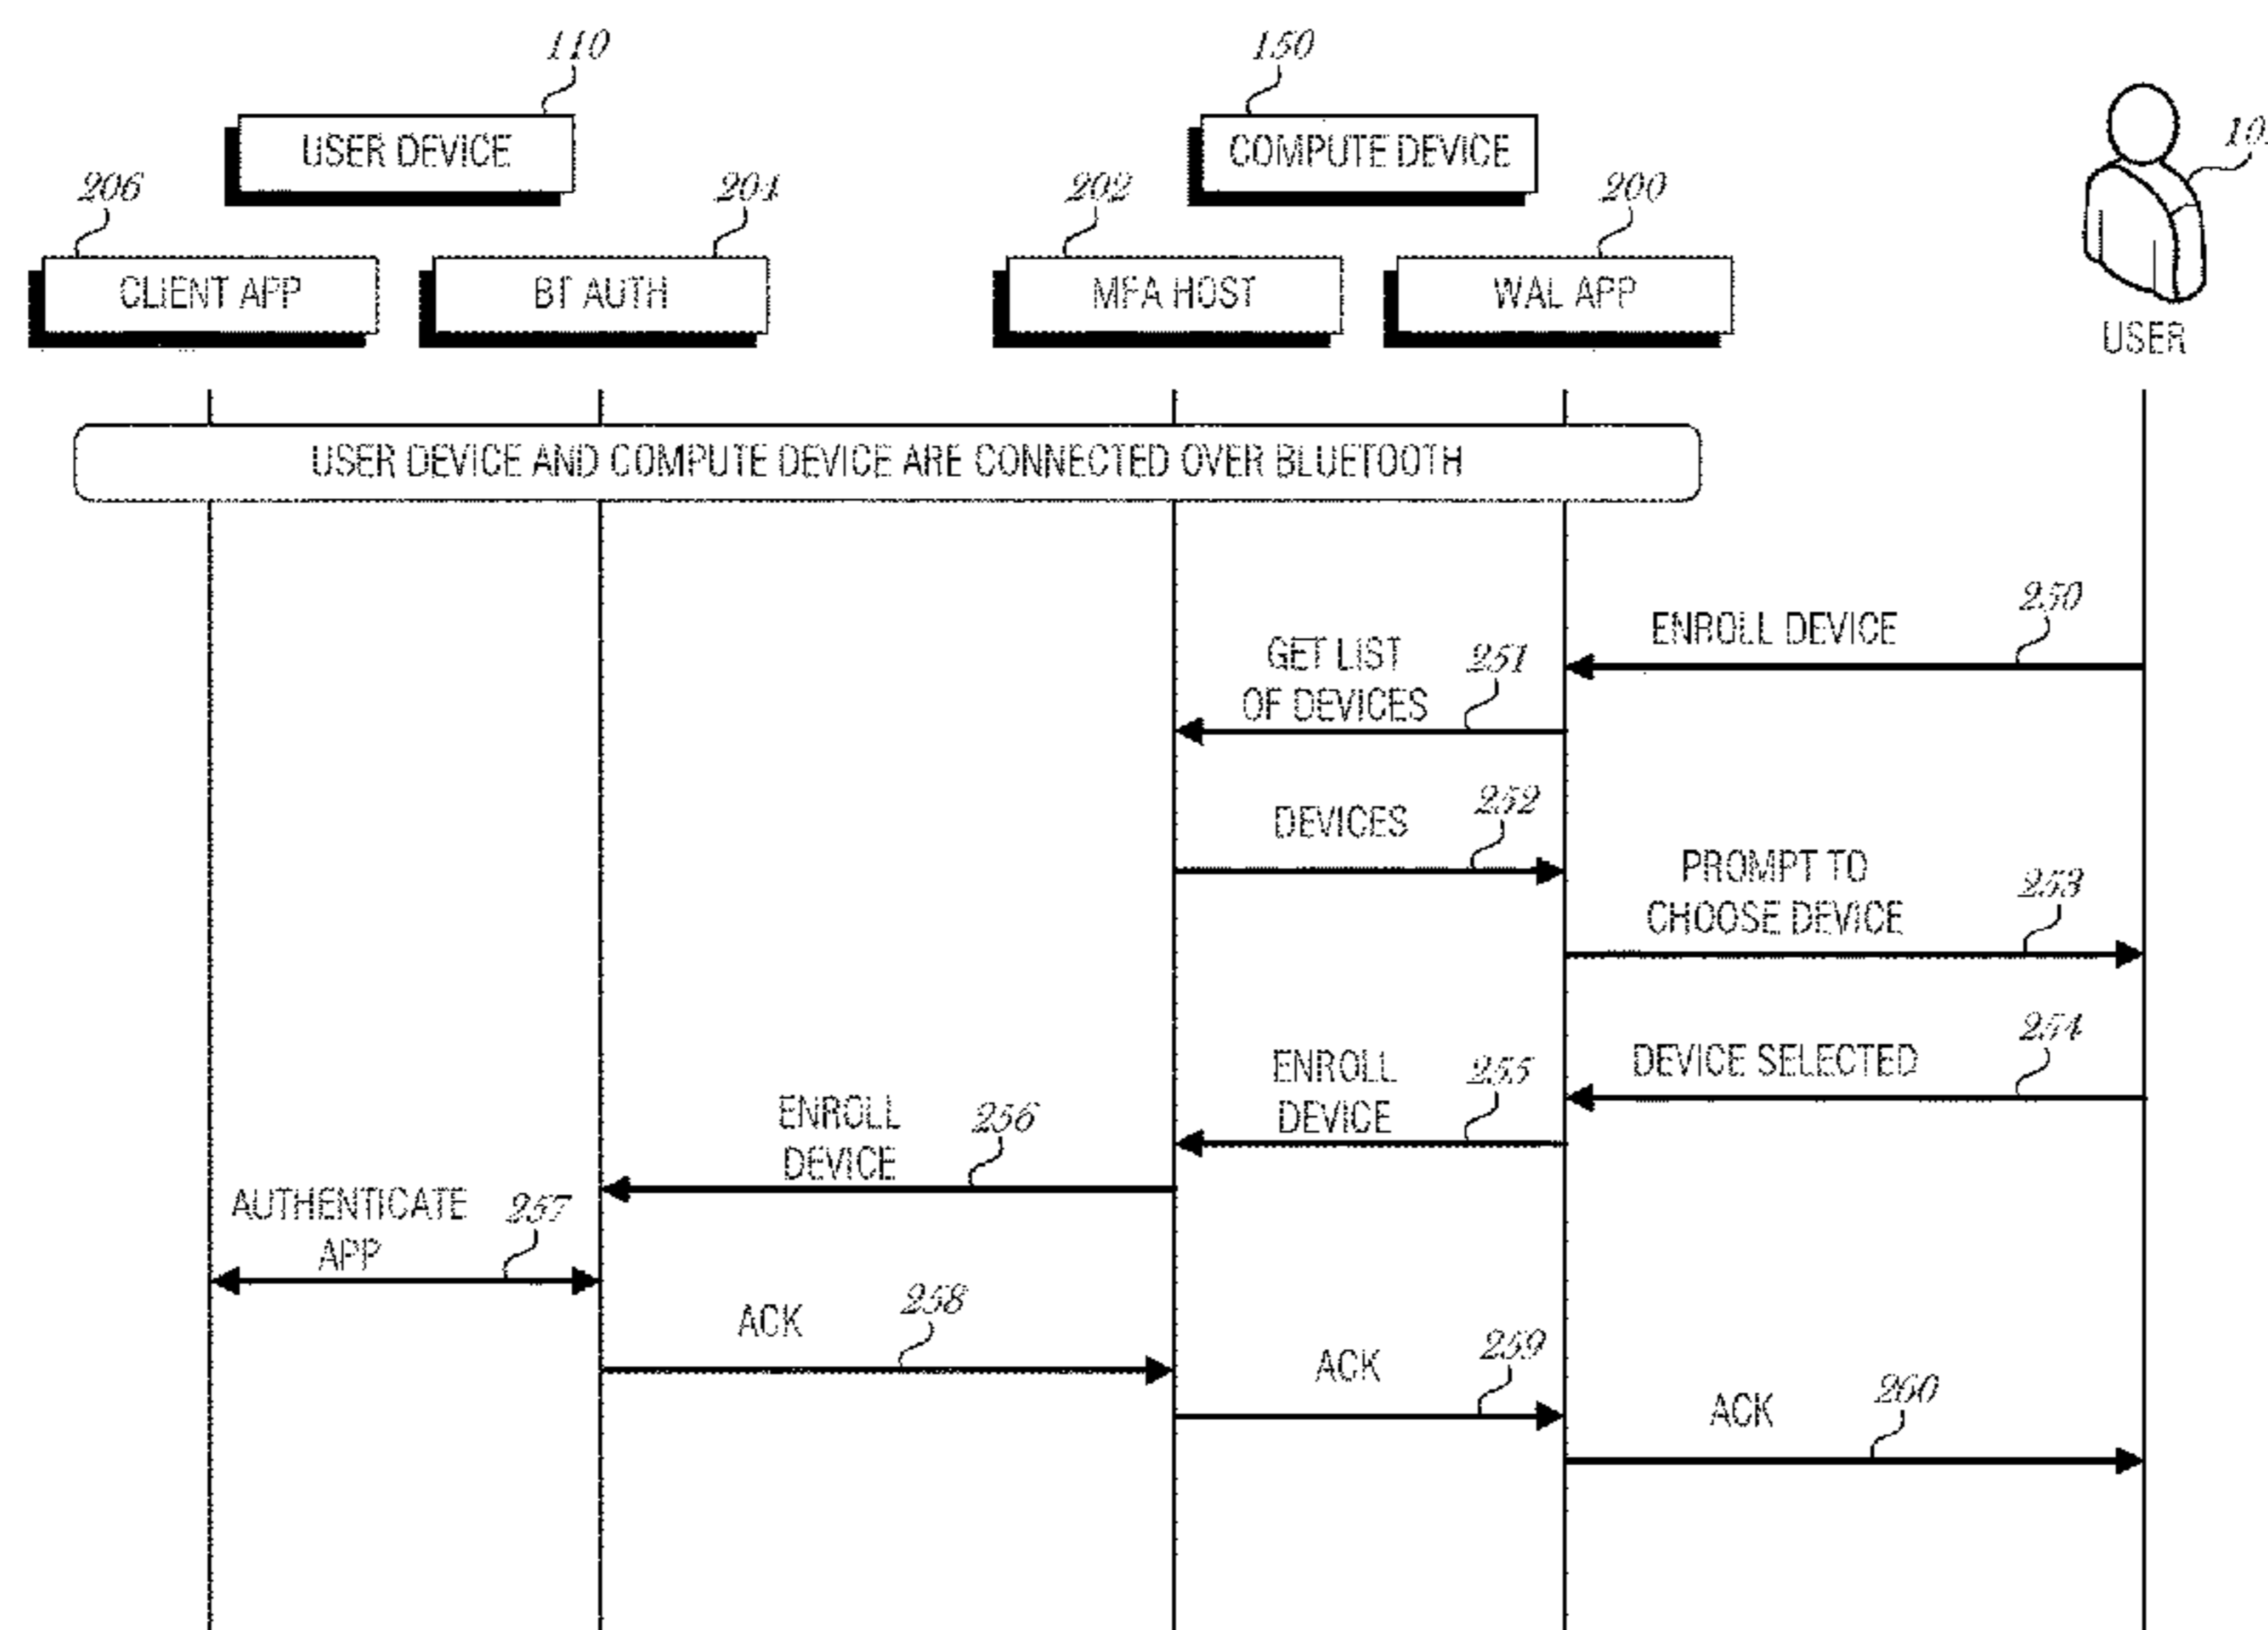 110
150
USER DEVICE
COMPUTE DEVICE
206
204
202
200
CLIENT APP
BT AUTH
MFA HOST
WAL APP
USER
USER DEVICE AND COMPUTE DEVICE ARE CONNECTED OVER BLUETOOTH
250
ENROLL DEVICE
GET LIST
OF DEVICES
251
DEVICES
252
PROMPT TO
CHOOSE DEVICE
253
254
DEVICE SELECTED
ENROLL
DEVICE
255
ENROLL
DEVICE
256
AUTHENTICATE
APP
257
ACK
258
ACK
259
ACK
260